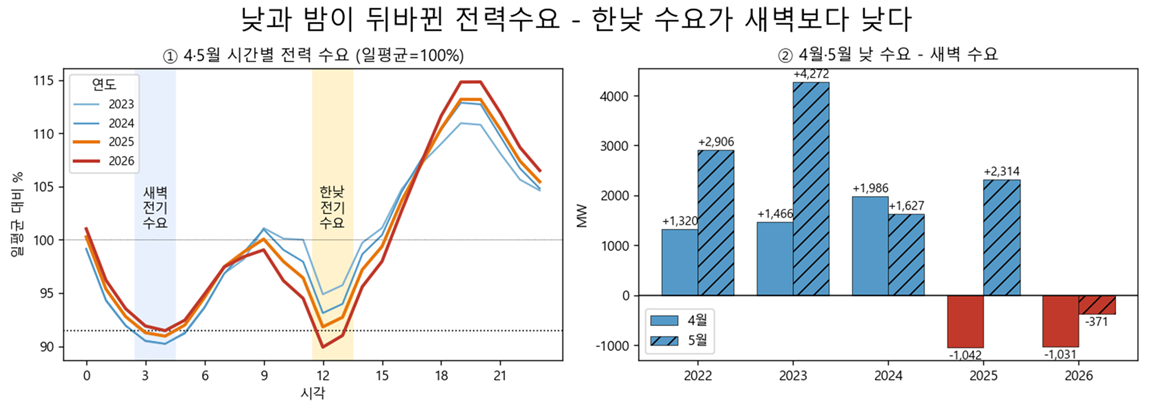 낮과 밤이 뒤바뀐 전력수요 - 한낮 수요가 새벽보다 낮다
① 4·5월 시간별 전력 수요 (일평균=100%)
일평균 대비 %
115
110
105
100
95
90
연도
2023
2024
2025
2026
새벽
전기
수요
한낮
전기
수요
0
3
6
9
12
15
18
21
시각
② 4월·5월 낮 수요 - 새벽 수요
MW
4000
3000
2000
1000
0
-1000
+1,320
+2,906
+1,466
+4,272
+1,986
+1,627
-1,042
+2,314
-1,031
-371
4월
5월
2022
2023
2024
2025
2026